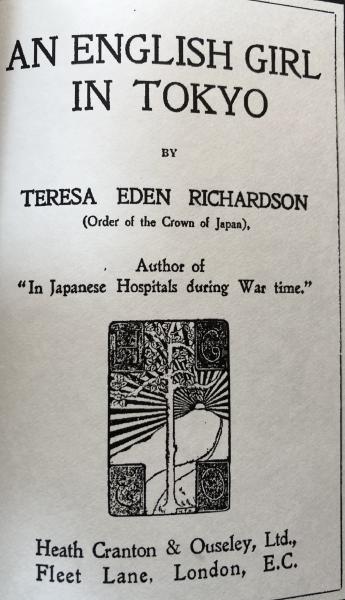 AN ENGLISH GIRL
IN TOKYO
BY
TERESA EDEN RICHARDSON
(Order of the Crown of Japan),
Author of
"In Japanese Hospitals during War time."
H C
& O
Heath Cranton & Ouseley, Ltd.,
Fleet Lane, London, E.C.